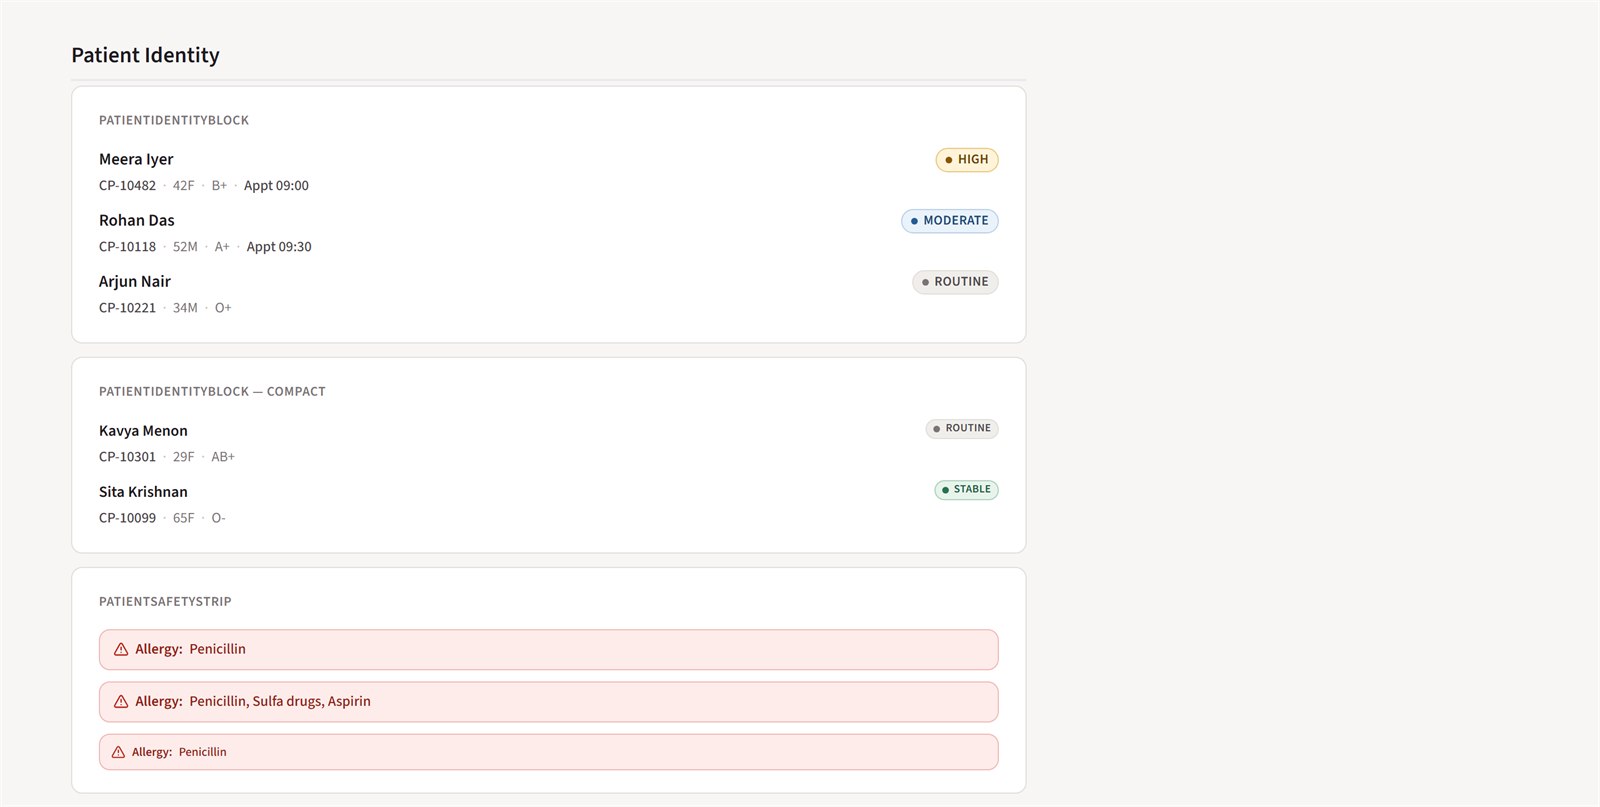 Patient Identity
PATIENTIDENTITYBLOCK
Meera Iyer
HIGH
CP-10482 · 42F · B+ · Appt 09:00
Rohan Das
MODERATE
CP-10118 · 52M · A+ · Appt 09:30
Arjun Nair
ROUTINE
CP-10221 · 34M · O+
PATIENTIDENTITYBLOCK — COMPACT
Kavya Menon
ROUTINE
CP-10301 · 29F · AB+
Sita Krishnan
STABLE
CP-10099 · 65F · O-
PATIENTSAFETYSTRIP
Allergy: Penicillin
Allergy: Penicillin, Sulfa drugs, Aspirin
Allergy: Penicillin